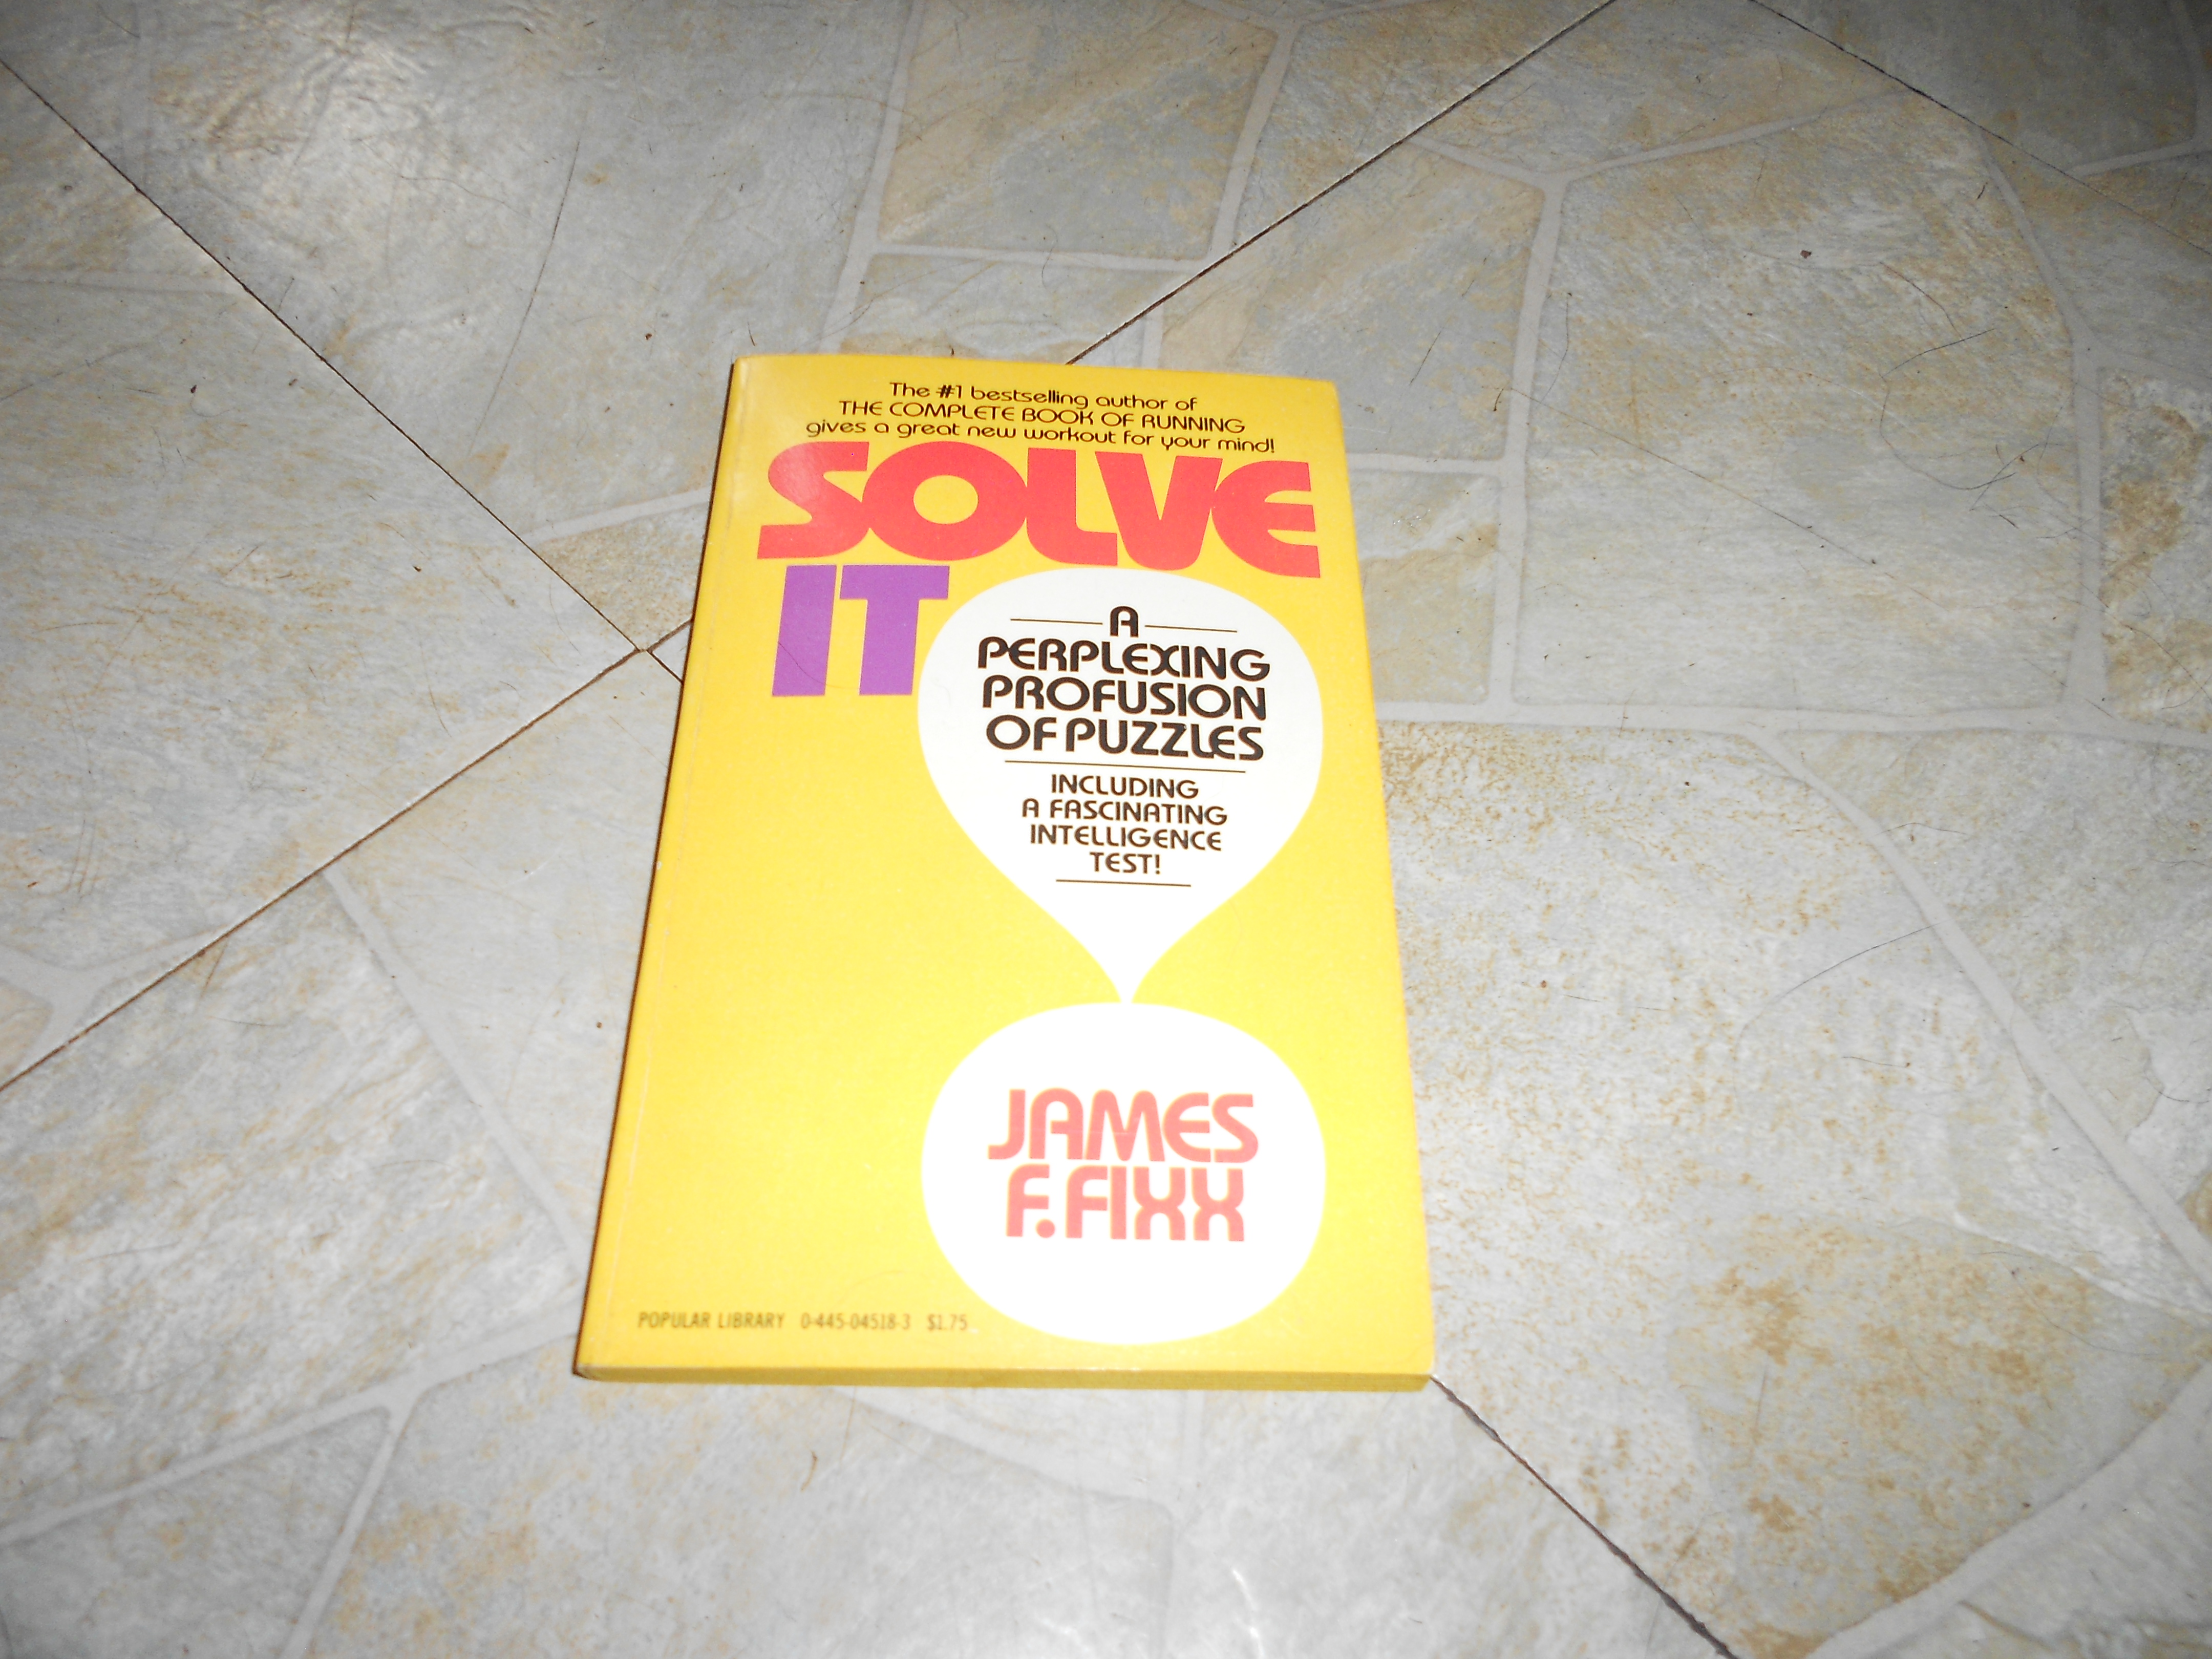 The #1 bestselling author of
THE COMPLETE BOOK OF RUNNING
gives a great new workout for your mind!
SOLVE
IT
A
PERPLEXING
PROFUSION
OF PUZZLES
INCLUDING
A FASCINATING
INTELLIGENCE
TEST!
JAMES
F. FIXX
POPULAR LIBRARY 0-445-04518-3 $1.75